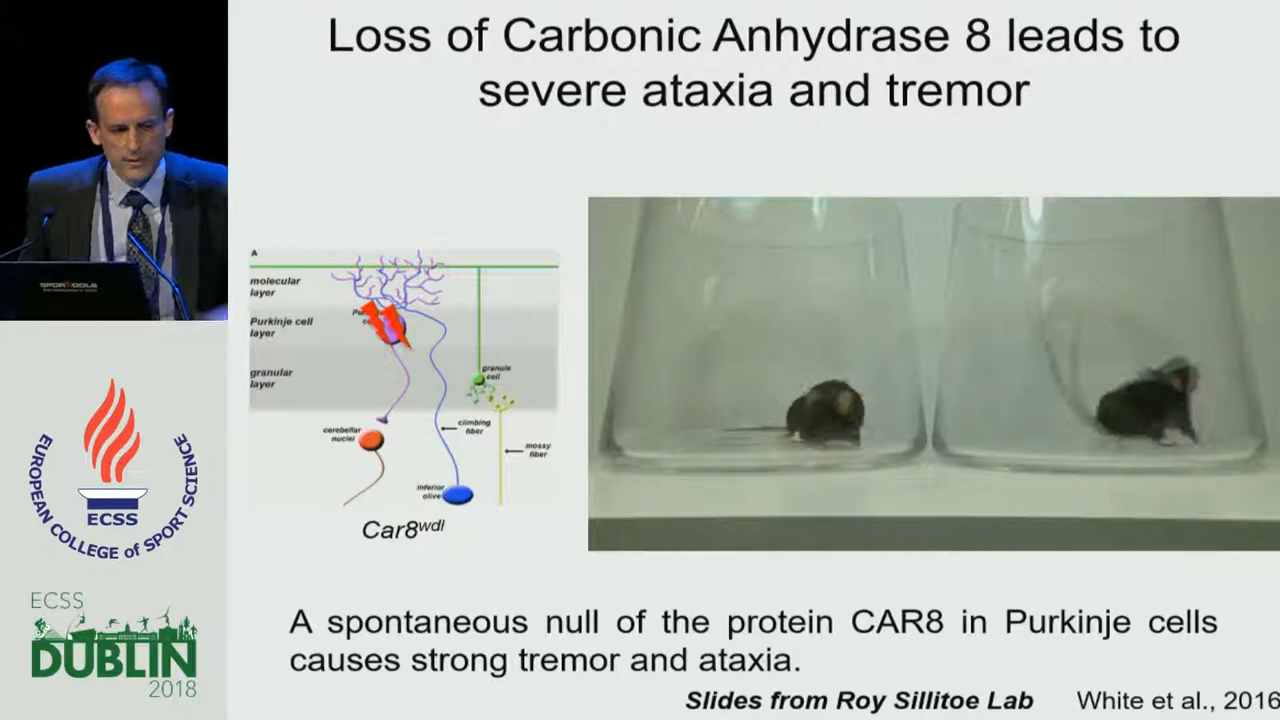 Loss of Carbonic Anhydrase 8 leads to
severe ataxia and tremor
SPORTTOOLS
A
molecular
layer
Purkinje cell
layer
granular
layer
granule
cell
cerebellar
nuclei
climbing
fiber
mossy
fiber
inferior
olive
Car8wdl
EUROPEAN COLLEGE of SPORT SCIENCE
ECSS
ECSS
DUBLIN
2018
A spontaneous null of the protein CAR8 in Purkinje cells
causes strong tremor and ataxia.
Slides from Roy Sillitoe Lab
White et al., 2016